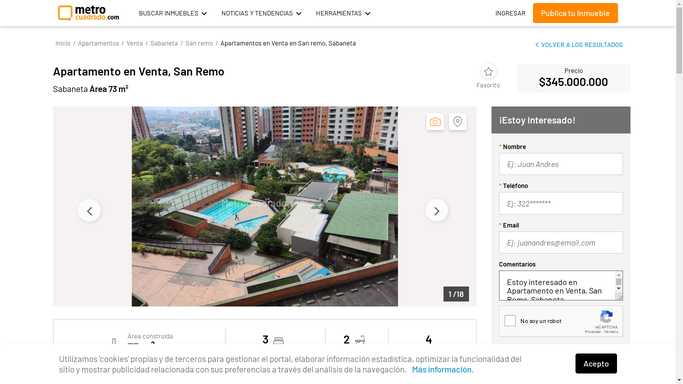 metro
cuadrado.com
BUSCAR INMUEBLES
NOTICIAS Y TENDENCIAS
HERRAMIENTAS
INGRESAR
Publica tu Inmueble
Inicio / Apartamentos / Venta / Sabaneta / San remo / Apartamentos en Venta en San remo, Sabaneta
< VOLVER A LOS RESULTADOS
Apartamento en Venta, San Remo
Sabaneta Área 73 m²
Favorito
Precio
$345.000.000
1 /18
¡Estoy Interesado!
* Nombre
Ej: Juan Andres
* Teléfono
Ej: 322*******
* Email
Ej: juanandres@email.com
Comentarios
Estoy interesado en
Apartamento en Venta, San
Remo, Sabaneta
No soy un robot
reCAPTCHA
Privacidad - Términos
Área construida
3
2
4
Utilizamos 'cookies' propias y de terceros para gestionar el portal, elaborar información estadística, optimizar la funcionalidad del
sitio y mostrar publicidad relacionada con sus preferencias a través del análisis de la navegación. Más información.
Acepto